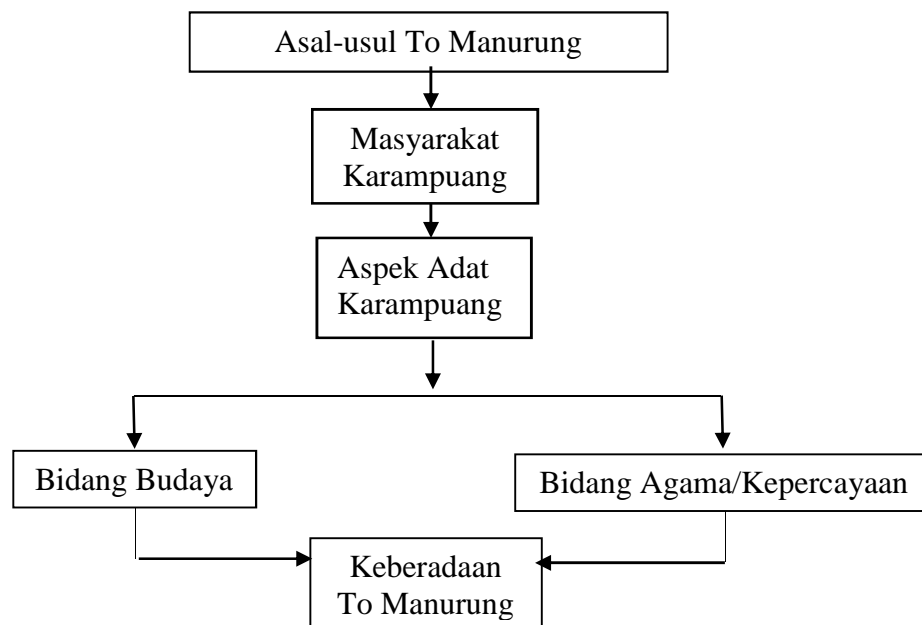 Asal-usul To Manurung
Masyarakat
Karampuang
Aspek Adat
Karampuang
Bidang Budaya
Bidang Agama/Kepercayaan
Keberadaan
To Manurung